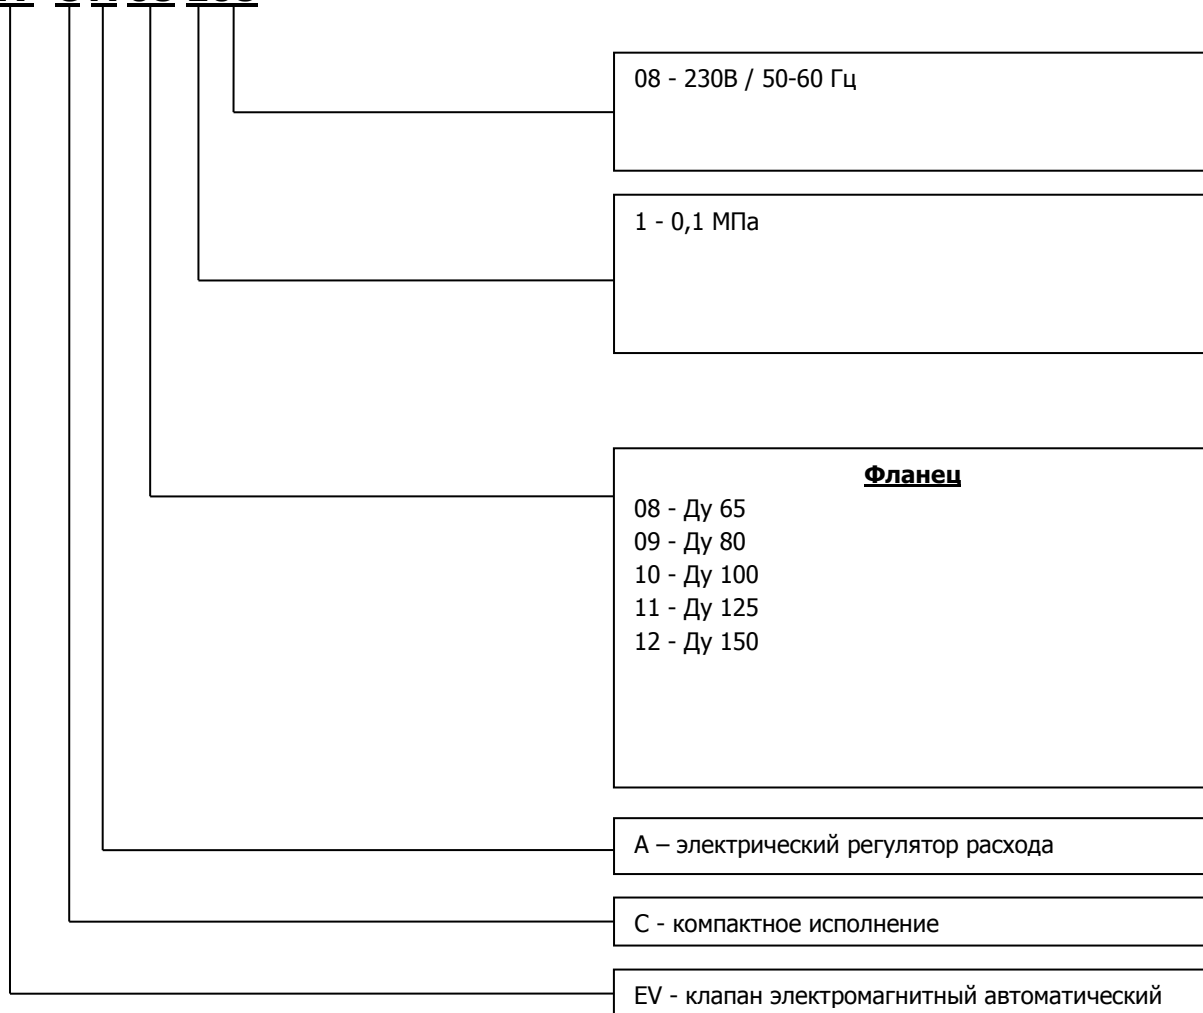 08 - 230В / 50-60 Гц
1 - 0,1 МПа
Фланец
08 - Ду 65
09 - Ду 80
10 - Ду 100
11 - Ду 125
12 - Ду 150
A – электрический регулятор расхода
C - компактное исполнение
EV - клапан электромагнитный автоматический